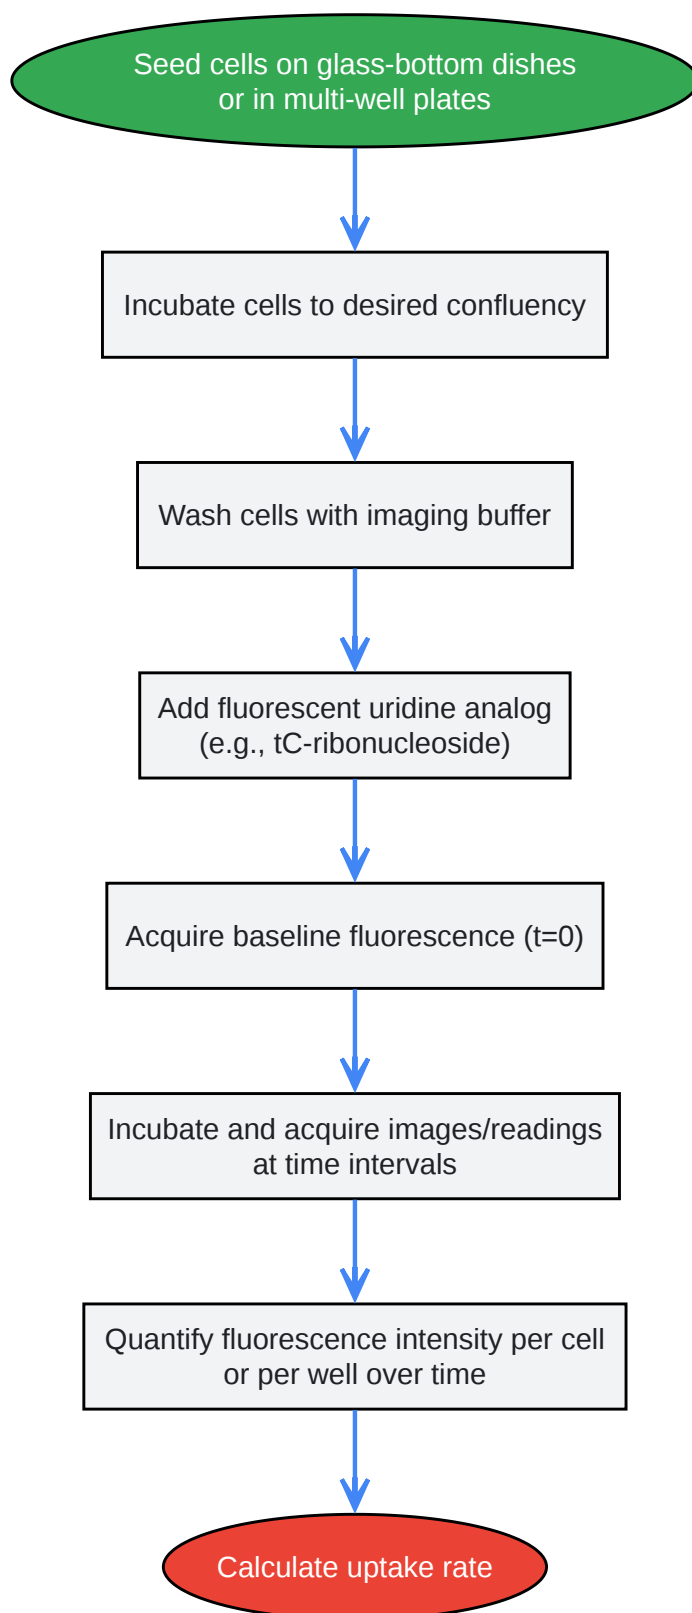 Seed cells on glass-bottom dishes
or in multi-well plates
Incubate cells to desired confluency
Wash cells with imaging buffer
Add fluorescent uridine analog
(e.g., tC-ribonucleoside)
Acquire baseline fluorescence (t=0)
Incubate and acquire images/readings
at time intervals
Quantify fluorescence intensity per cell
or per well over time
Calculate uptake rate